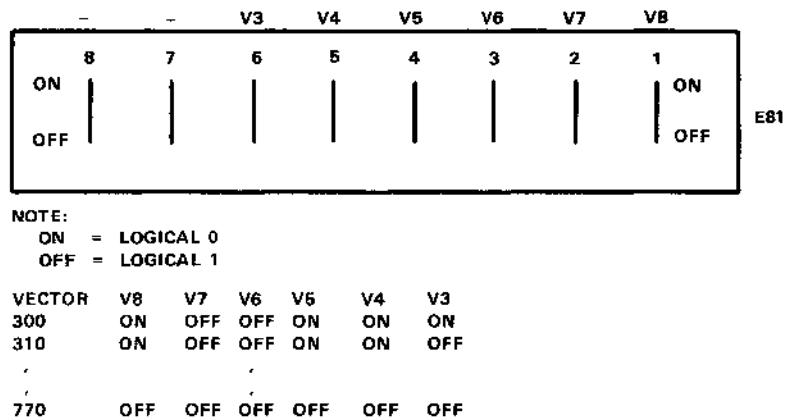 – – V3 V4 V5 V6 V7 V8
8 7 6 5 4 3 2 1
ON ON
E81
OFF OFF
NOTE:
ON = LOGICAL 0
OFF = LOGICAL 1
VECTOR V8 V7 V6 V5 V4 V3
300 ON OFF OFF ON ON ON
310 ON OFF OFF ON ON OFF
770 OFF OFF OFF OFF OFF OFF